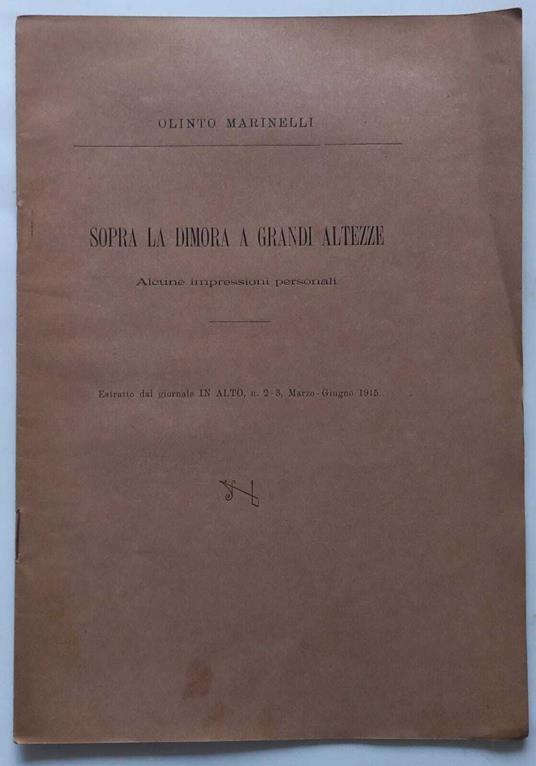 OLINTO MARINELLI
SOPRA LA DIMORA A GRANDI ALTEZZE
Alcune impressioni personali
Estratto dal giornale IN ALTO, n. 2-3, Marzo-Giugno 1915.